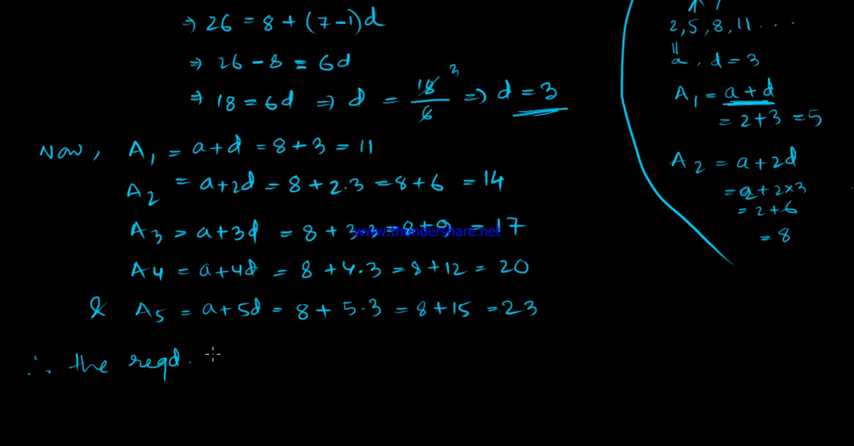 ⇒ 26 = 8 + (7-1)d
⇒ 26 - 8 = 6d
⇒ 18 = 6d ⇒ d = 18/6 3 ⇒ d = 3
Now, A₁ = a+d = 8+3 = 11
A₂ = a+2d = 8+2.3 = 8+6 = 14
A₃ = a+3d = 8+3.3 = 8+9 = 17
www.thundershare.net
A4 = a+4d = 8+4.3 = 8+12 = 20
& A₅ = a+5d = 8+5.3 = 8+15 = 23
∴ the reqd.
2, 5, 8, 11 ....
a, d = 3
A₁ = a+d
= 2+3 = 5
A₂ = a+2d
= a+2×3
= 2+6
= 8